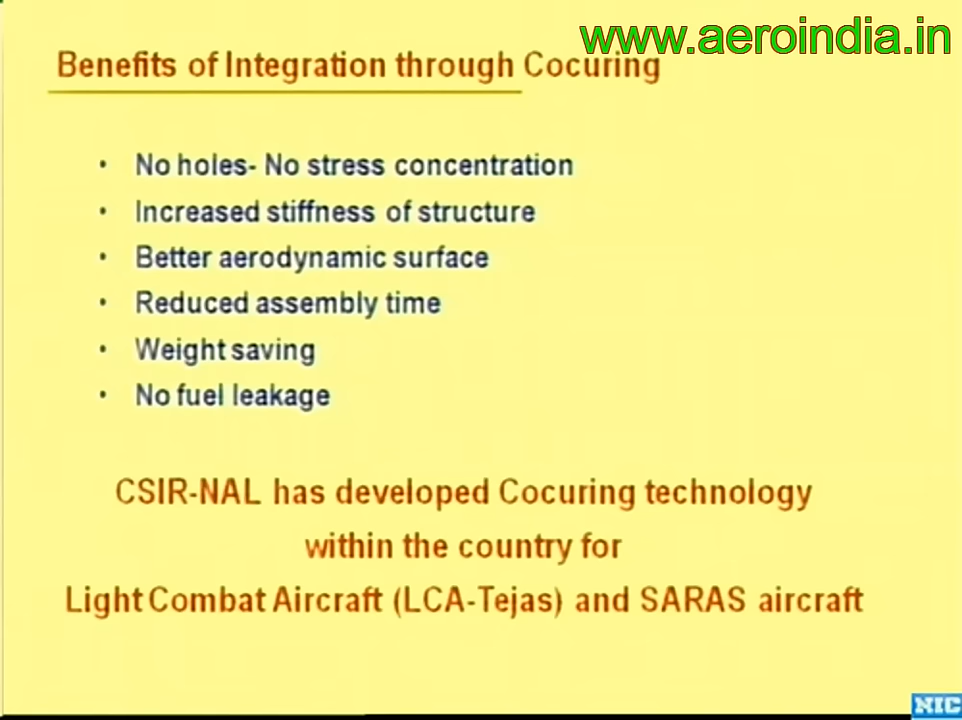 www.aeroindia.in
Benefits of Integration through Cocuring
• No holes- No stress concentration
• Increased stiffness of structure
• Better aerodynamic surface
• Reduced assembly time
• Weight saving
• No fuel leakage
CSIR-NAL has developed Cocuring technology
within the country for
Light Combat Aircraft (LCA-Tejas) and SARAS aircraft
NIC